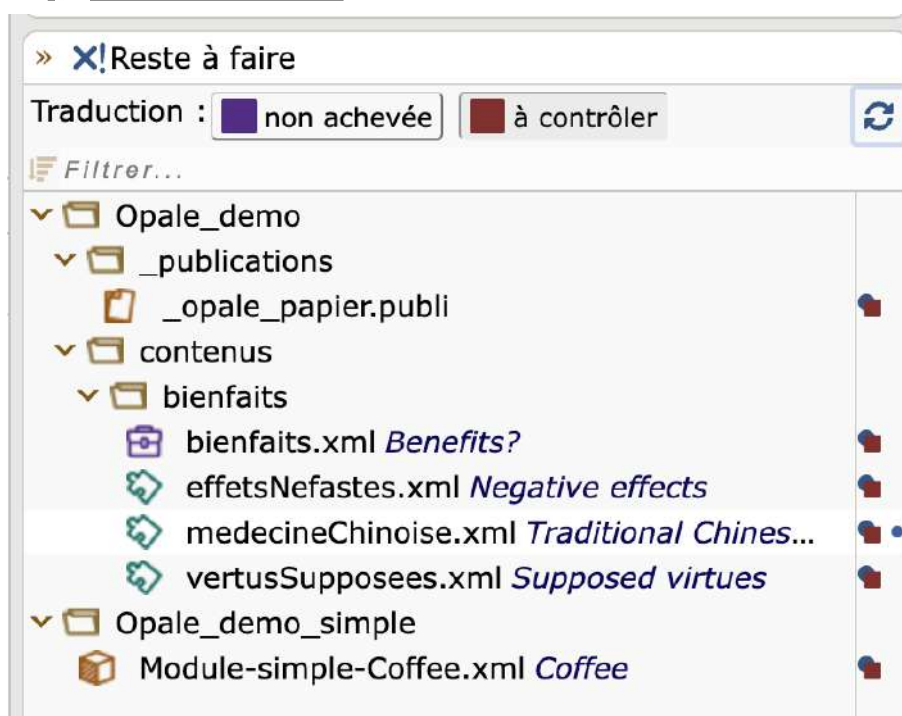 » X!Reste à faire
Traduction : non achevée à contrôler
Filtrer...
Opale_demo
_publications
_opale_papier.publi
contenus
bienfaits
bienfaits.xml Benefits?
effetsNefastes.xml Negative effects
medecineChinoise.xml Traditional Chines...
vertusSupposees.xml Supposed virtues
Opale_demo_simple
Module-simple-Coffee.xml Coffee